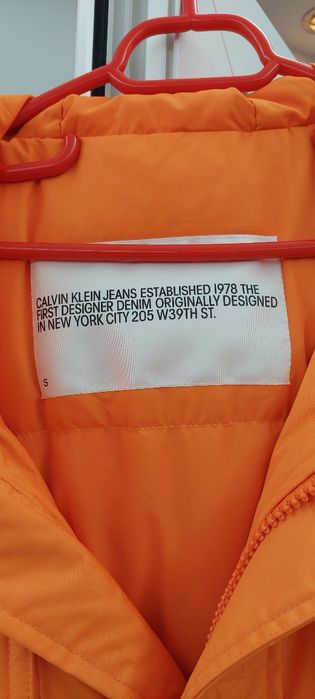 CALVIN KLEIN JEANS ESTABLISHED 1978 THE
FIRST DESIGNER DENIM ORIGINALLY DESIGNED
IN NEW YORK CITY 205 W39TH ST.
S